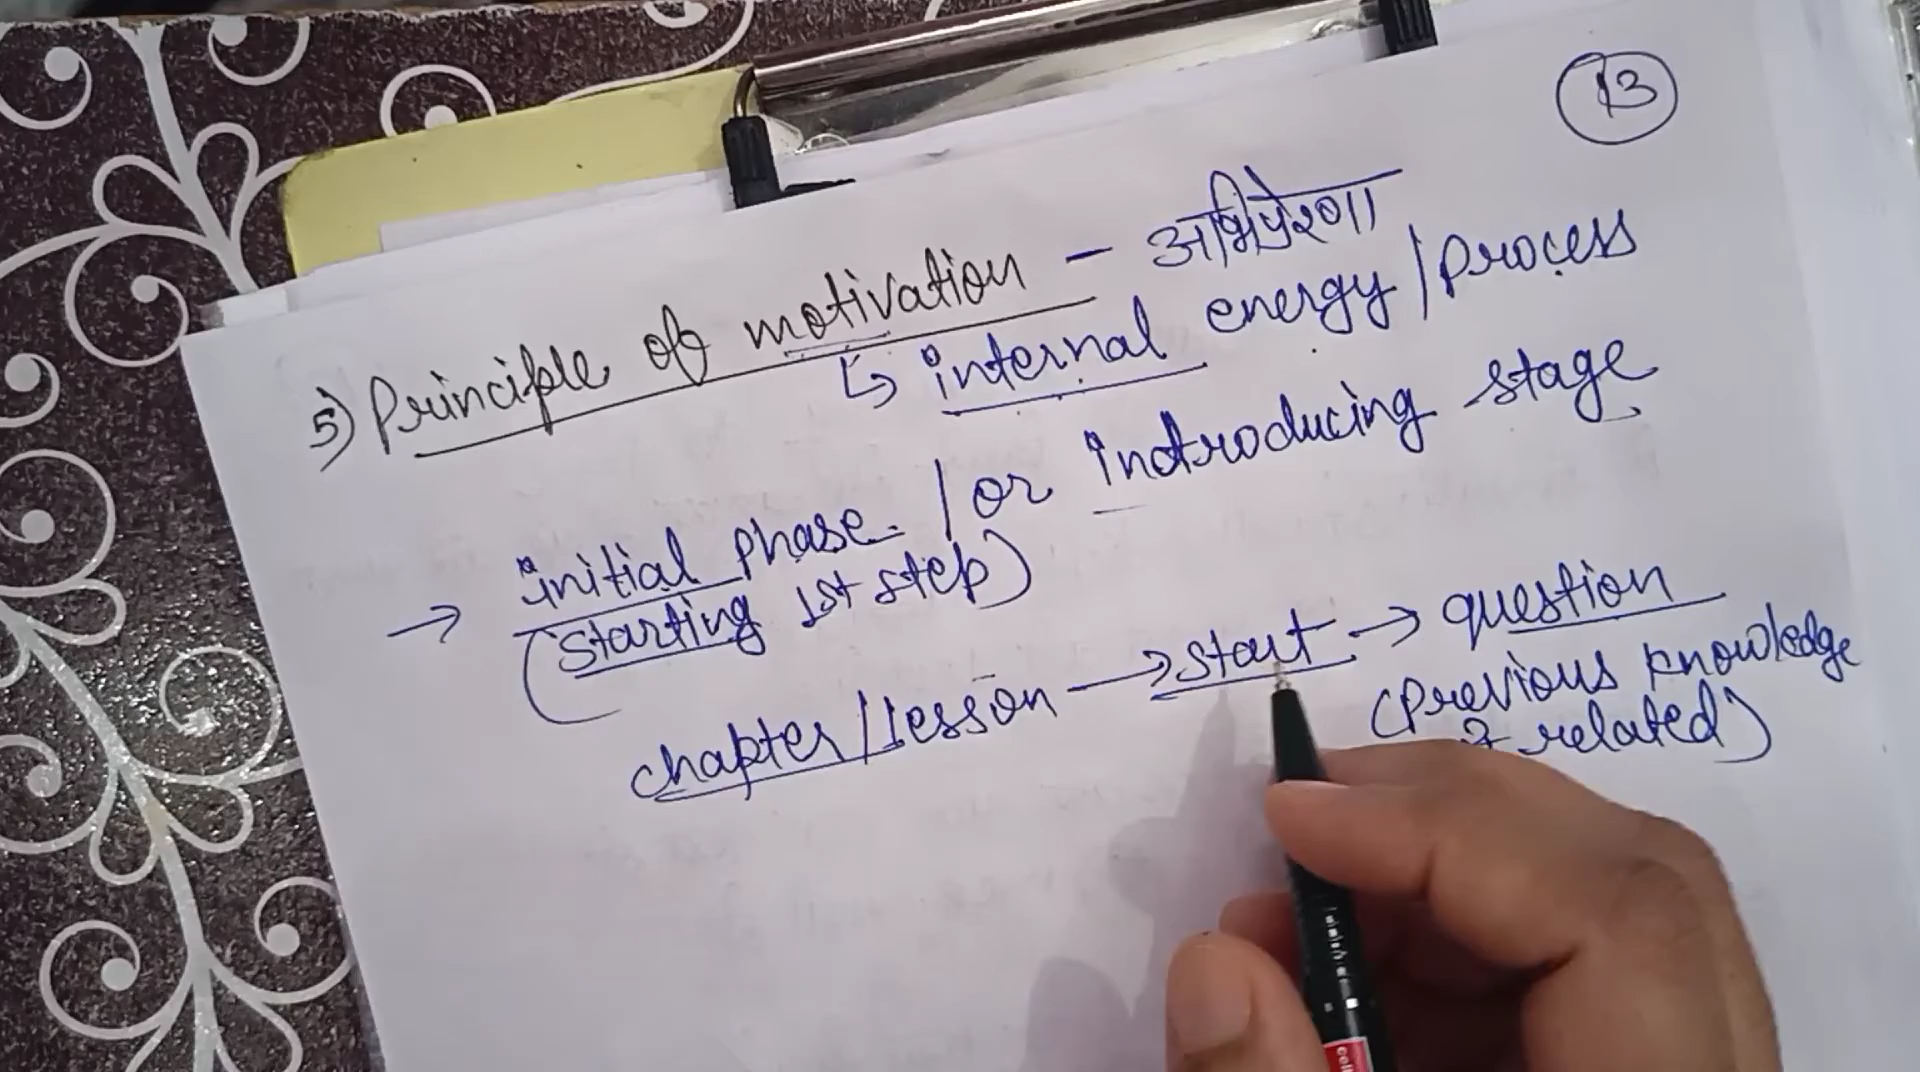 13
5) Principle of motivation - अभिप्रेरणा
↳ internal energy / process
→ initial phase / or introducing stage
(starting 1st step)
chapter / lesson → start → question
(previous knowledge
से related)